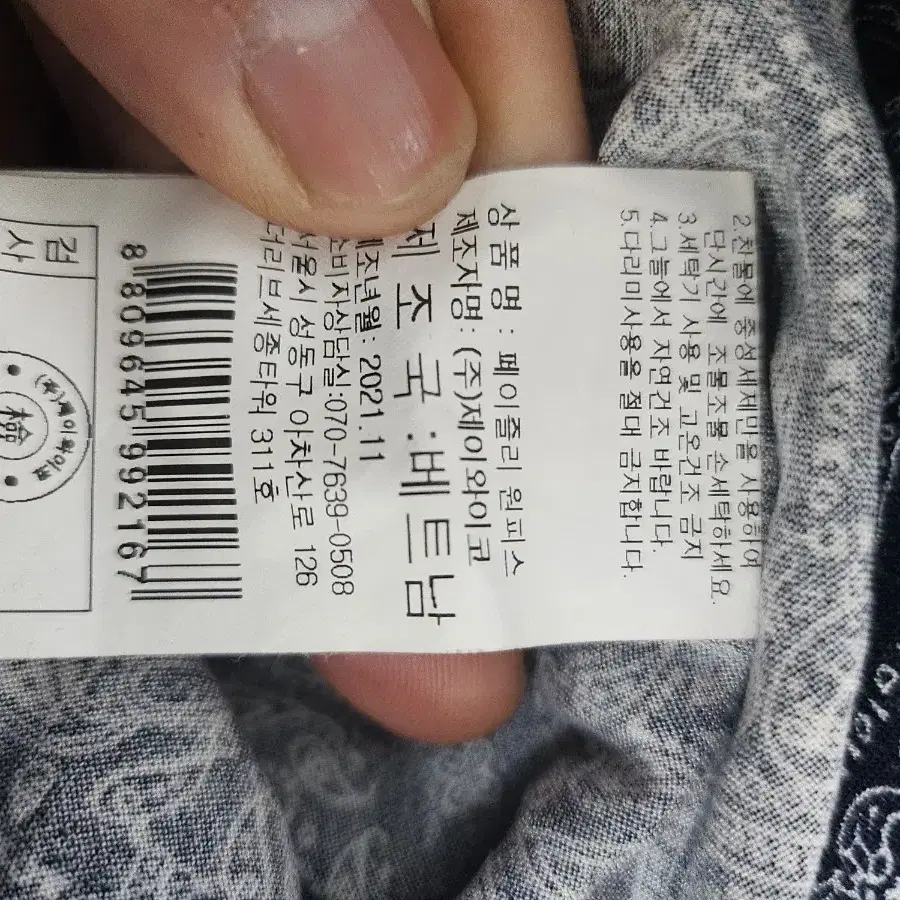 2.찬물에 중성세제만을 사용하여
단시간에 조물조물 손세탁하세요.
3.세탁기 사용 및 고온건조 금지
4.그늘에서 자연건조 바랍니다.
5.다리미 사용을 절대 금지합니다.
상 품 명 : 페이즐리 원피스
제조자명: (주)제이와이코
제 조 국 :베트남
제조년월: 2021.11
소비자상담실:070-7639-0508
서울시 성동구 아차산로 126
더리브세종타워 311호
8 809645 992167
검사
(주)제이와이코
檢